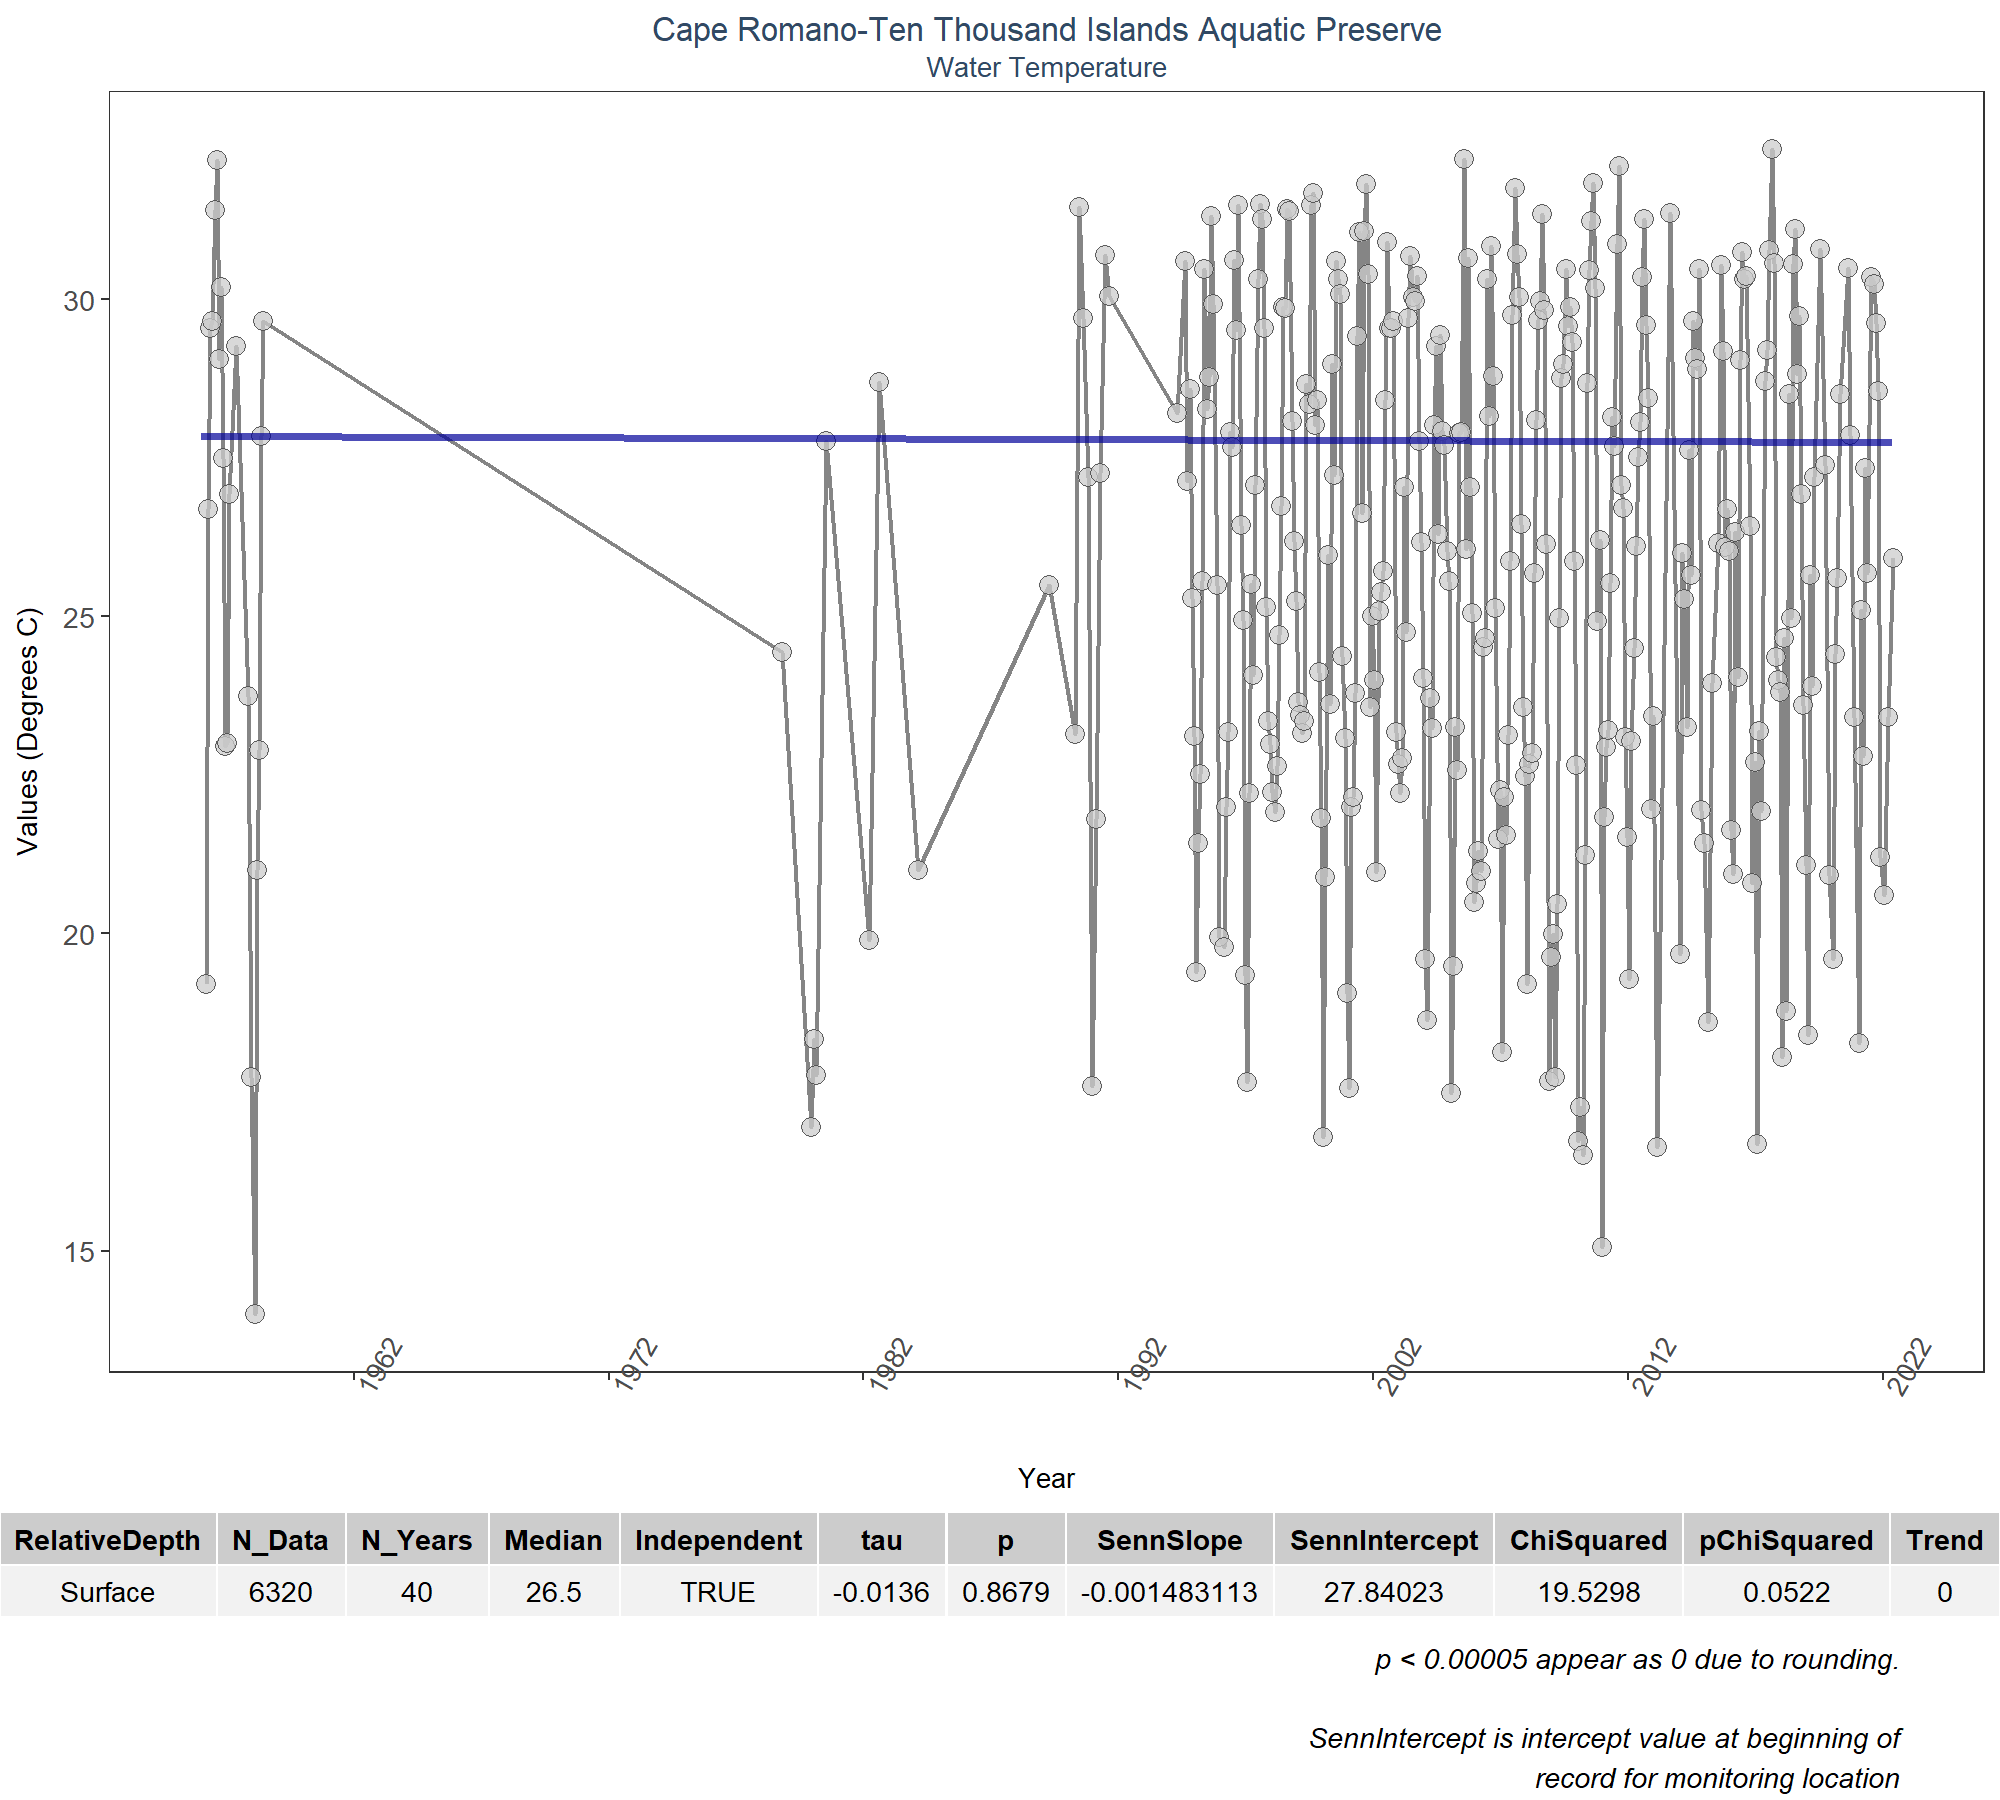 Cape Romano-Ten Thousand Islands Aquatic Preserve
Water Temperature
Values (Degrees C)
30
25
20
15
1962 1972 1982 1992 2002 2012 2022
Year
RelativeDepth N_Data N_Years Median Independent tau p SennSlope SennIntercept ChiSquared pChiSquared Trend
Surface 6320 40 26.5 TRUE -0.0136 0.8679 -0.001483113 27.84023 19.5298 0.0522 0
p < 0.00005 appear as 0 due to rounding.
SennIntercept is intercept value at beginning of
record for monitoring location